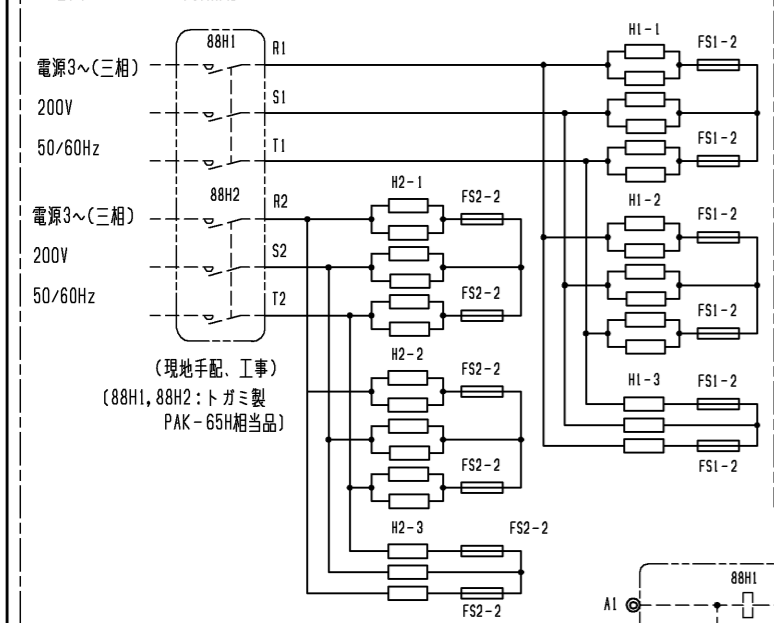 88H1
R1
H1-1
FS1-2
電源3~(三相)
200V
S1
50/60Hz
FS1-2
T1
88H2
R2
H2-1
FS2-2
H1-2
FS1-2
電源3~(三相)
200V
S2
50/60Hz
T2
FS2-2
FS1-2
(現地手配、工事)
H2-2
FS2-2
H1-3
FS1-2
(88H1,88H2:トガミ製
PAK-65H相当品)
FS2-2
FS1-2
H2-3
FS2-2
FS2-2
88H1
A1